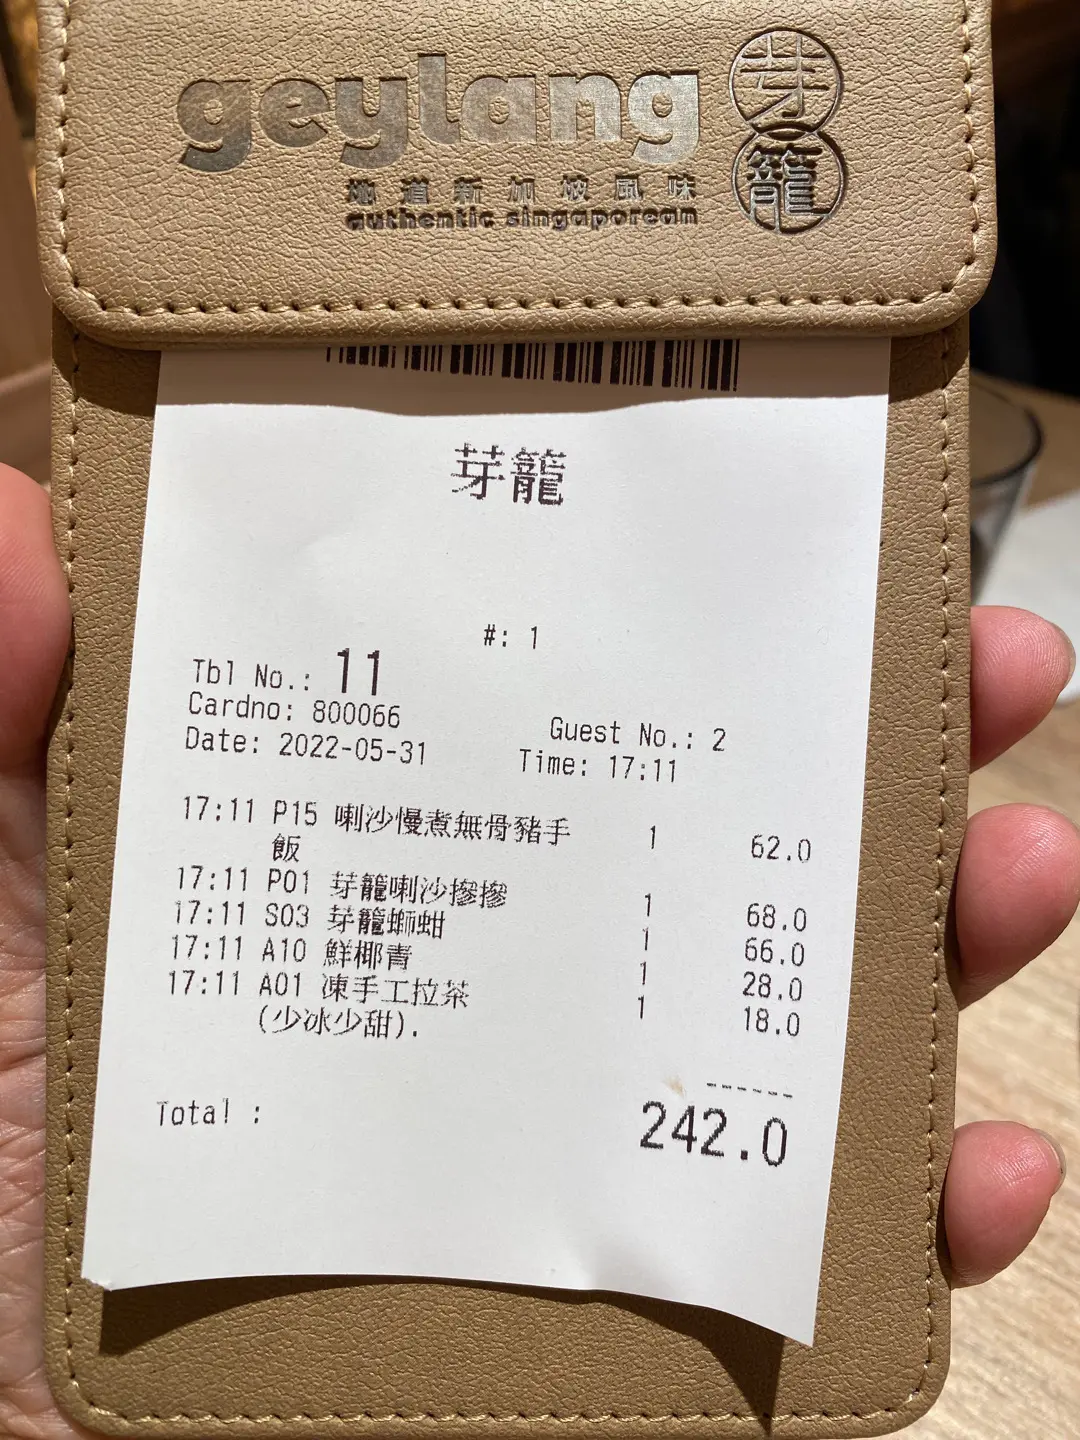 geylang
芽籠
地道新加坡風味
authentic singaporean
芽籠
#: 1
Tbl No.: 11
Cardno: 800066 Guest No.: 2
Date: 2022-05-31 Time: 17:11
17:11 P15 喇沙慢煮無骨豬手 1 62.0
飯
17:11 P01 芽籠喇沙摻摻 1 68.0
17:11 S03 芽籠螄蚶 1 66.0
17:11 A10 鮮椰青 1 28.0
17:11 A01 凍手工拉茶 1 18.0
(少冰少甜).
------
Total : 242.0